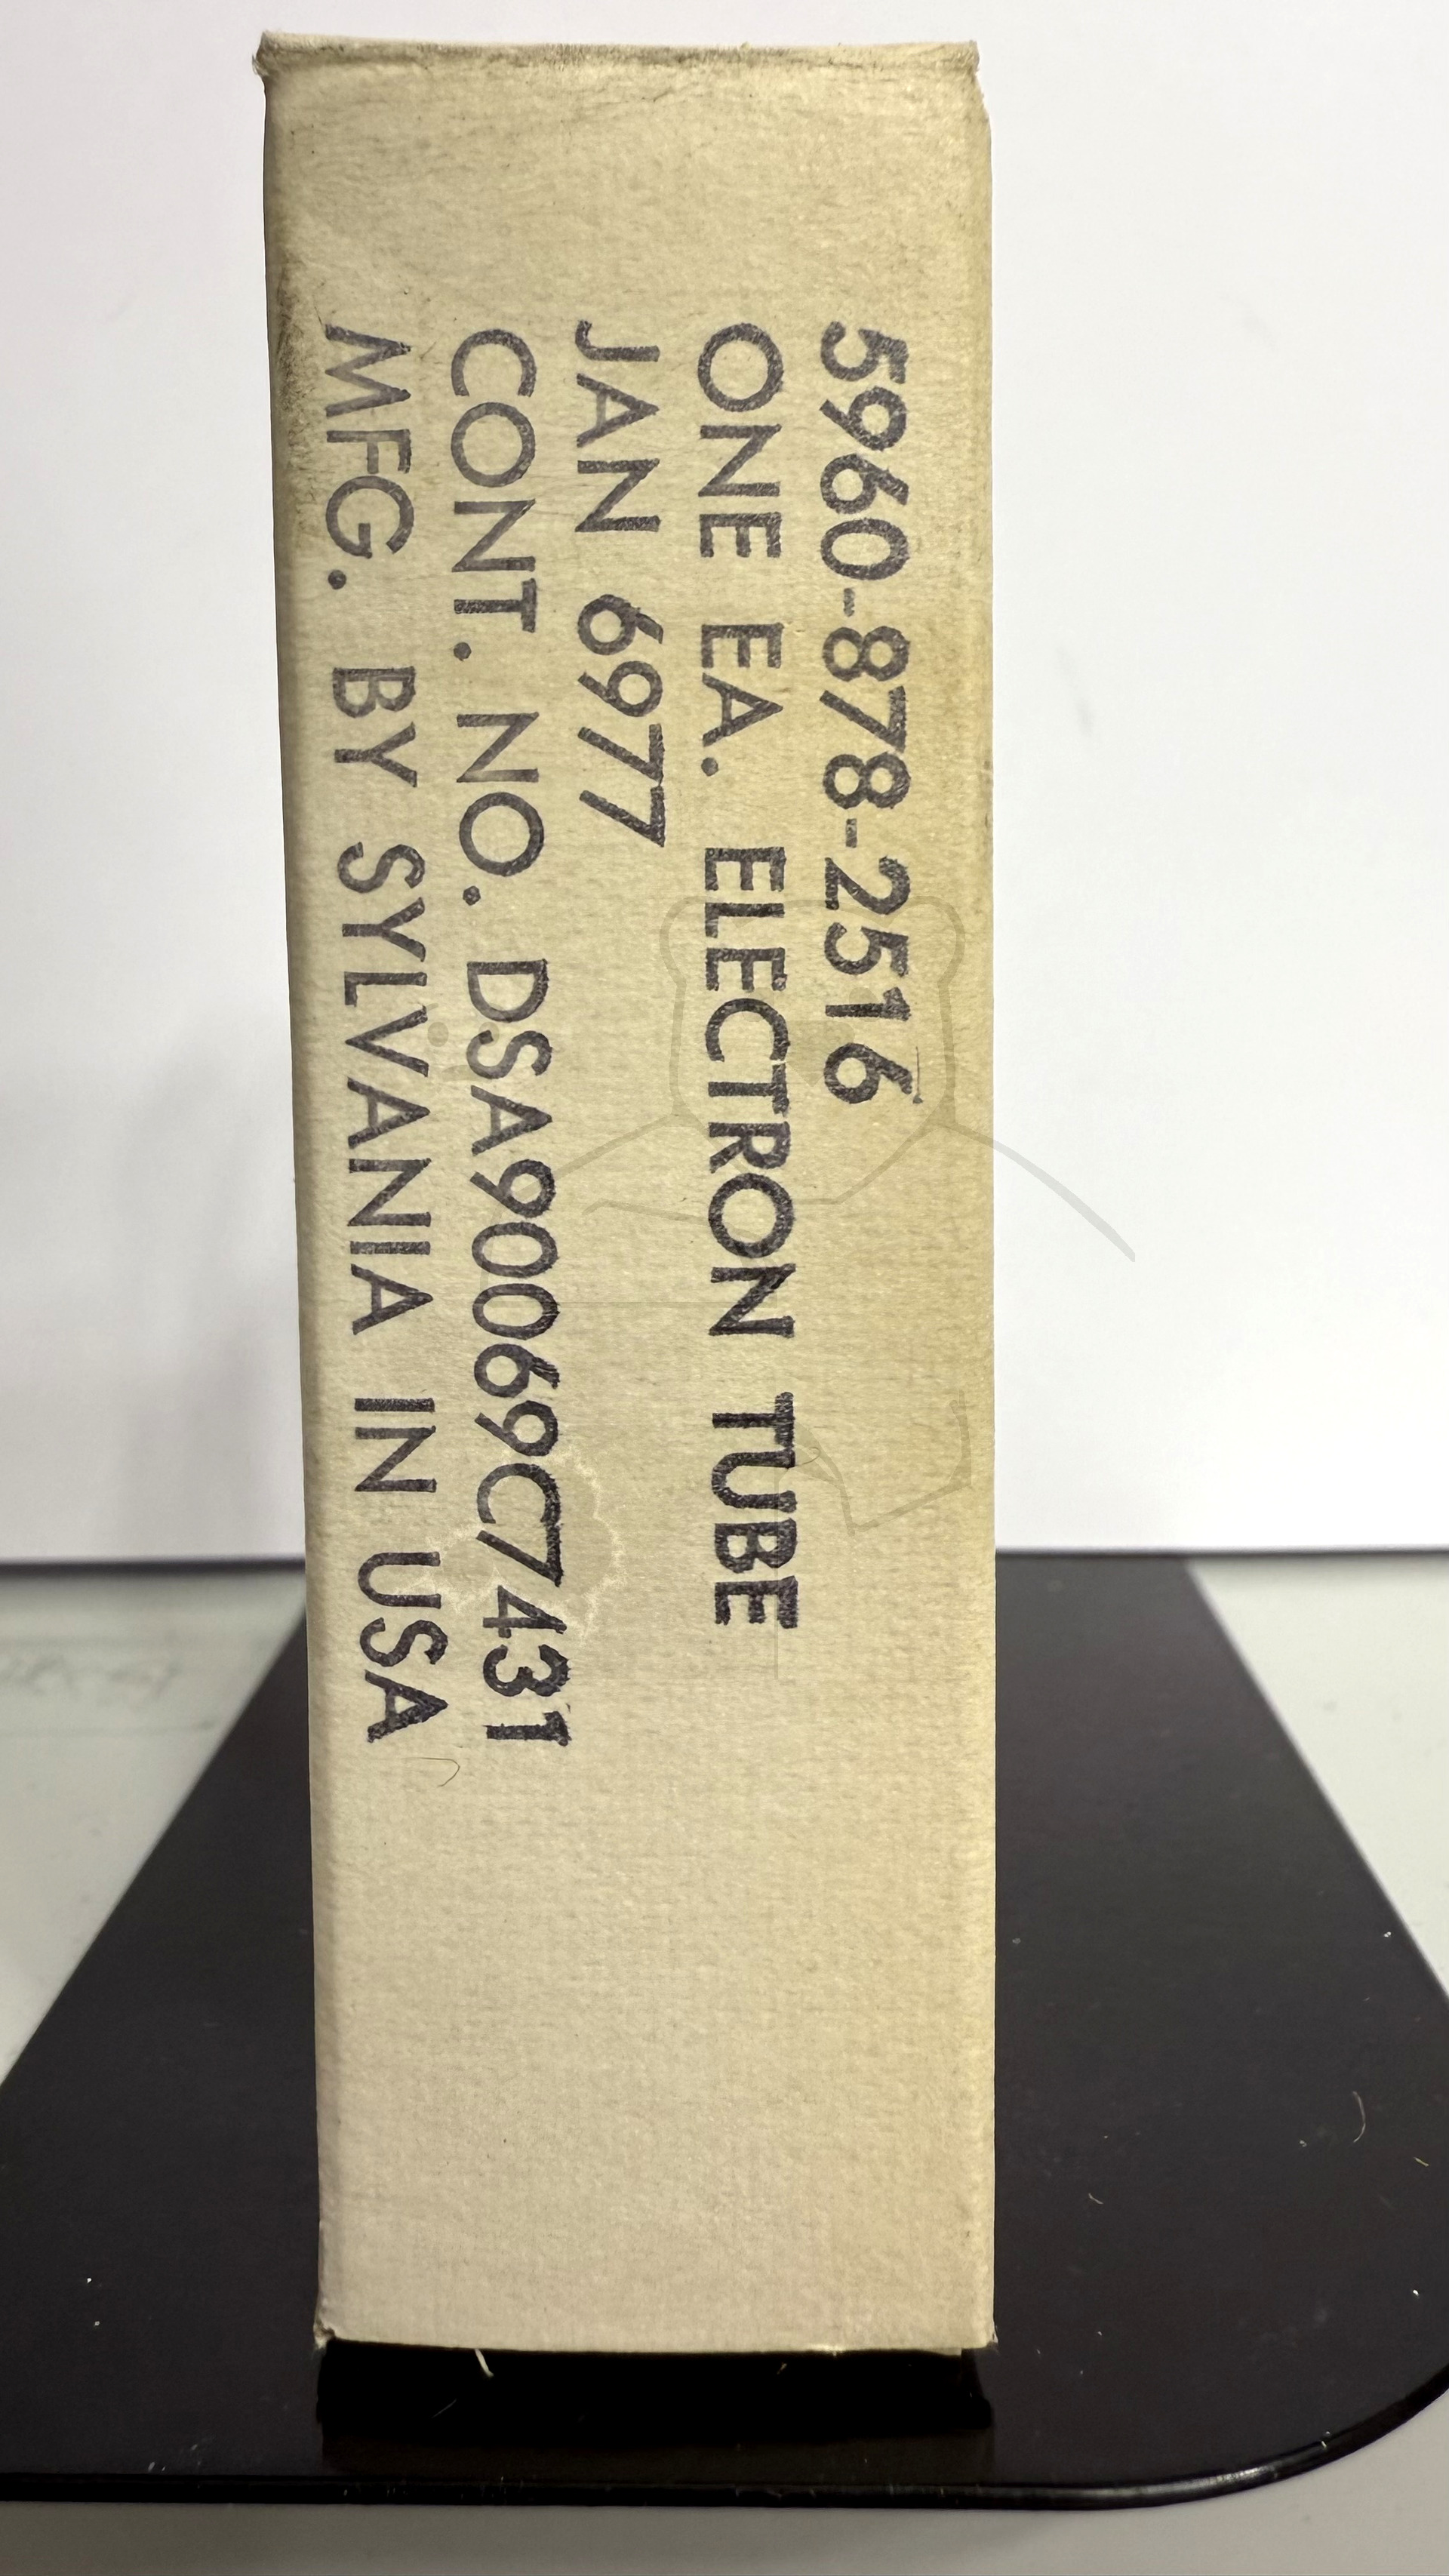 5960-878-2516
ONE EA. ELECTRON TUBE
JAN 6977
CONT. NO. DSA90069C7431
MFG. BY SYLVANIA IN USA